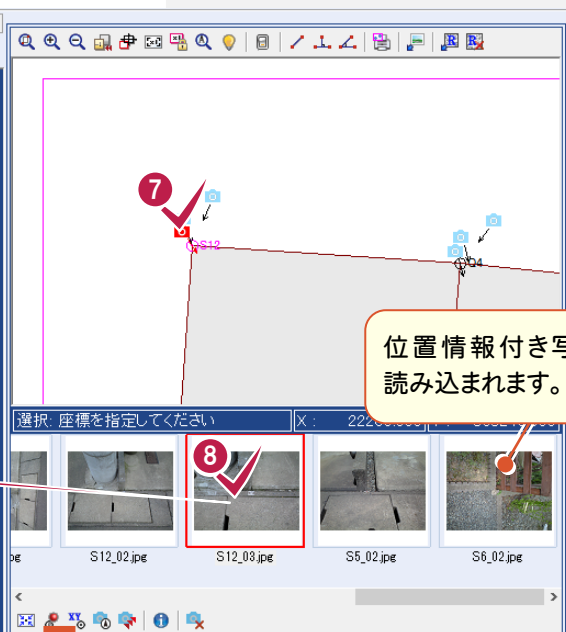 7
S12
Q4
位置情報付き写
読み込まれます。
選択: 座標を指定してください
X :
8
S12_02.jpg
S12_03.jpg
S5_02.jpg
S6_02.jpg